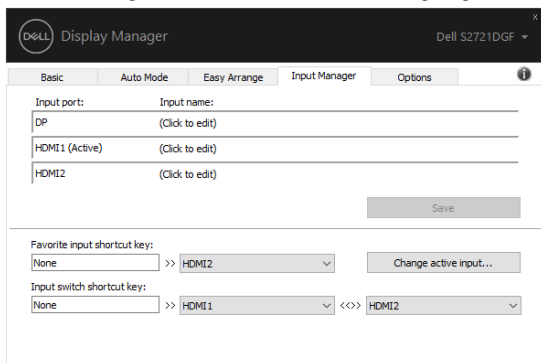 x
DELL Display Manager Dell S2721DGF
Basic Auto Mode Easy Arrange Input Manager Options i
Input port: Input name:
DP (Click to edit)
HDMI1 (Active) (Click to edit)
HDMI2 (Click to edit)
Save
Favorite input shortcut key:
None >> HDMI2 Change active input...
Input switch shortcut key:
None >> HDMI1 <<>> HDMI2